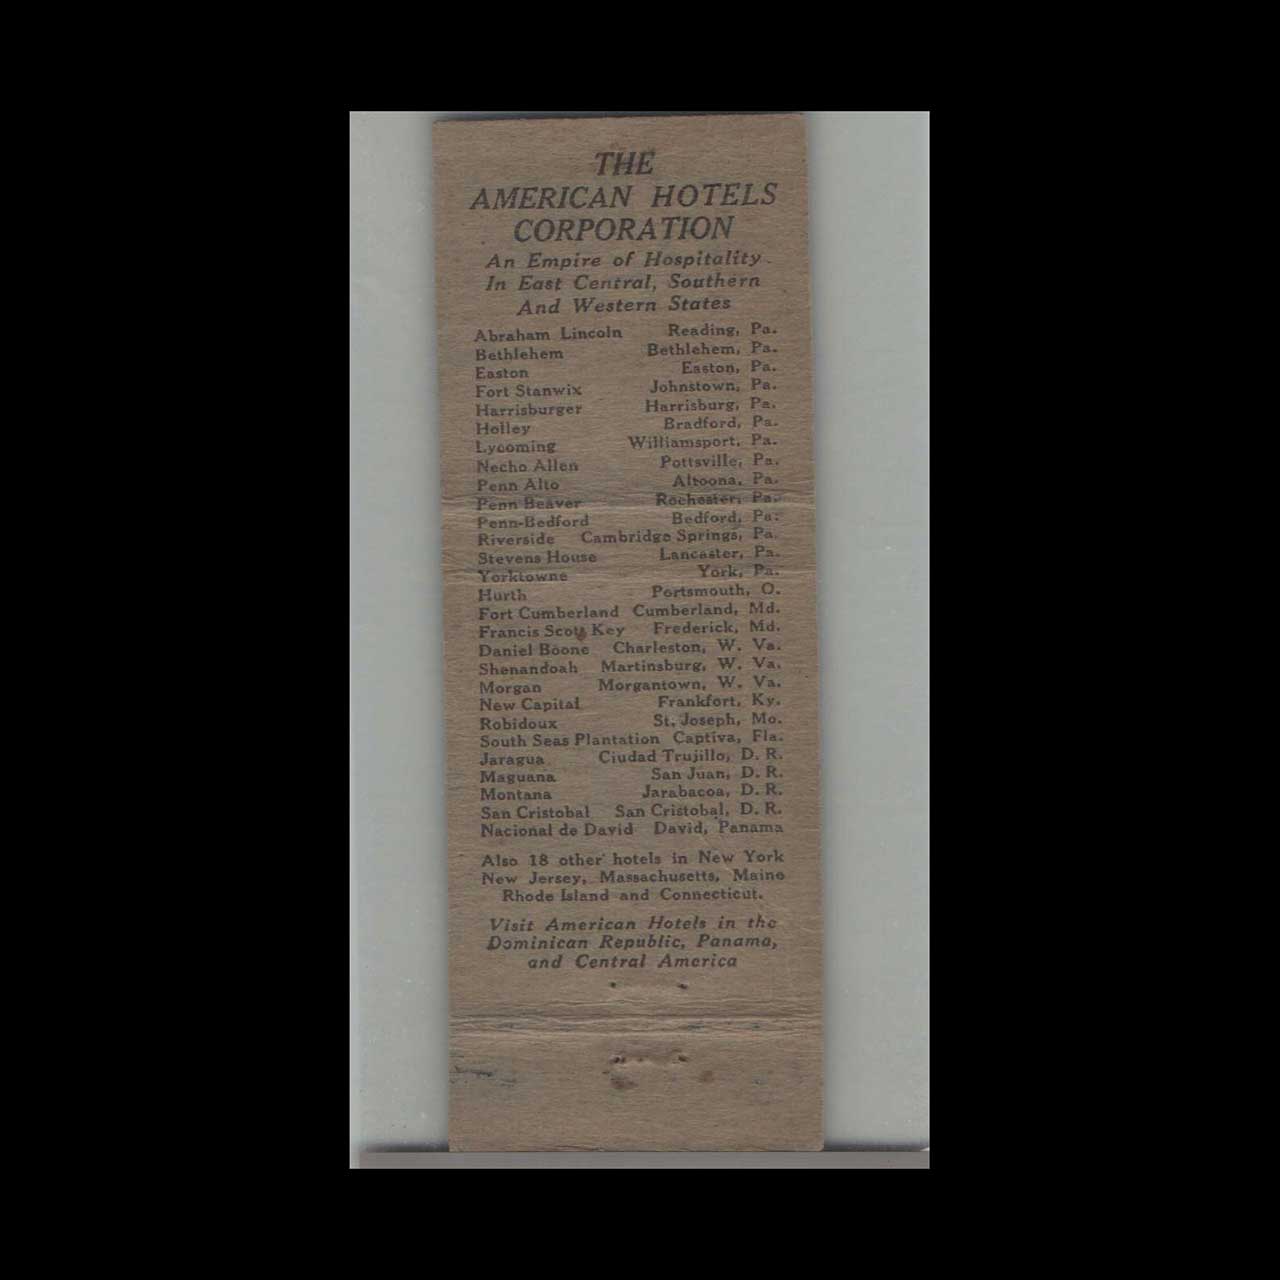 THE
AMERICAN HOTELS
CORPORATION
An Empire of Hospitality
In East Central, Southern
And Western States
Abraham Lincoln Reading, Pa.
Bethlehem Bethlehem, Pa.
Easton Easton, Pa.
Fort Stanwix Johnstown, Pa.
Harrisburger Harrisburg, Pa.
Holley Bradford, Pa.
Lycoming Williamsport, Pa.
Necho Allen Pottsville, Pa.
Penn Alto Altoona, Pa.
Penn Beaver Rochester, Pa.
Penn-Bedford Bedford, Pa.
Riverside Cambridge Springs, Pa.
Stevens House Lancaster, Pa.
Yorktowne York, Pa.
Hurth Portsmouth, O.
Fort Cumberland Cumberland, Md.
Francis Scott Key Frederick, Md.
Daniel Boone Charleston, W. Va.
Shenandoah Martinsburg, W. Va.
Morgan Morgantown, W. Va.
New Capital Frankfort, Ky.
Robidoux St. Joseph, Mo.
South Seas Plantation Captiva, Fla.
Jaragua Ciudad Trujillo, D. R.
Maguana San Juan, D. R.
Montana Jarabacoa, D. R.
San Cristobal San Cristobal, D. R.
Nacional de David David, Panama
Also 18 other hotels in New York
New Jersey, Massachusetts, Maine
Rhode Island and Connecticut.
Visit American Hotels in the
Dominican Republic, Panama,
and Central America